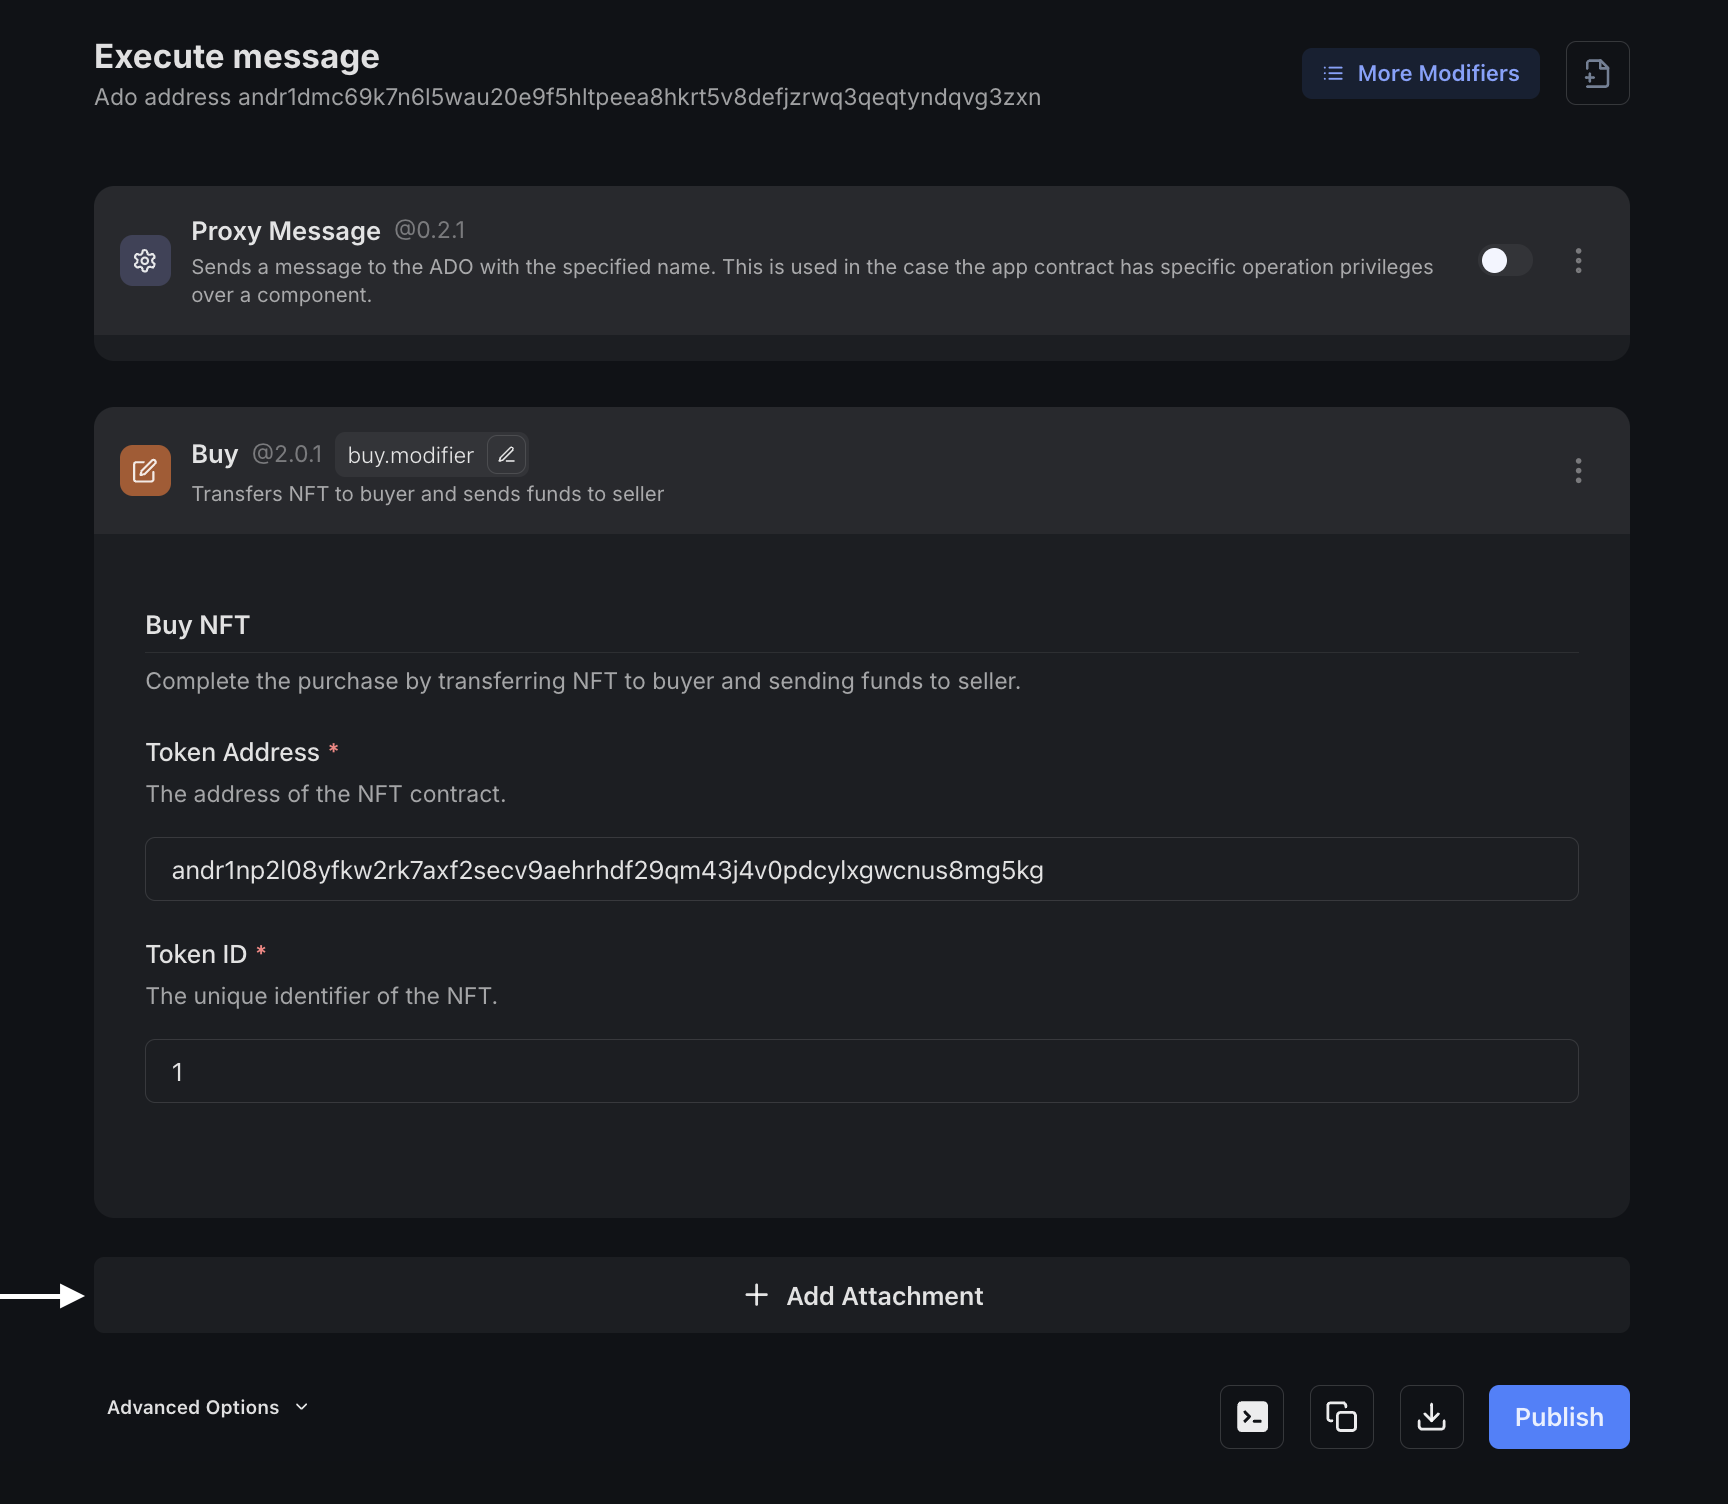 Execute message
Ado address andr1dmc69k7n6l5wau20e9f5hltpeea8hkrt5v8defjzrwq3qeqtyndqvg3zxn
More Modifiers
Proxy Message @0.2.1
Sends a message to the ADO with the specified name. This is used in the case the app contract has specific operation privileges
over a component.
Buy @2.0.1 buy.modifier
Transfers NFT to buyer and sends funds to seller
Buy NFT
Complete the purchase by transferring NFT to buyer and sending funds to seller.
Token Address *
The address of the NFT contract.
andr1np2l08yfkw2rk7axf2secv9aehrhdf29qm43j4v0pdcylxgwcnus8mg5kg
Token ID *
The unique identifier of the NFT.
1
Add Attachment
Advanced Options
Publish